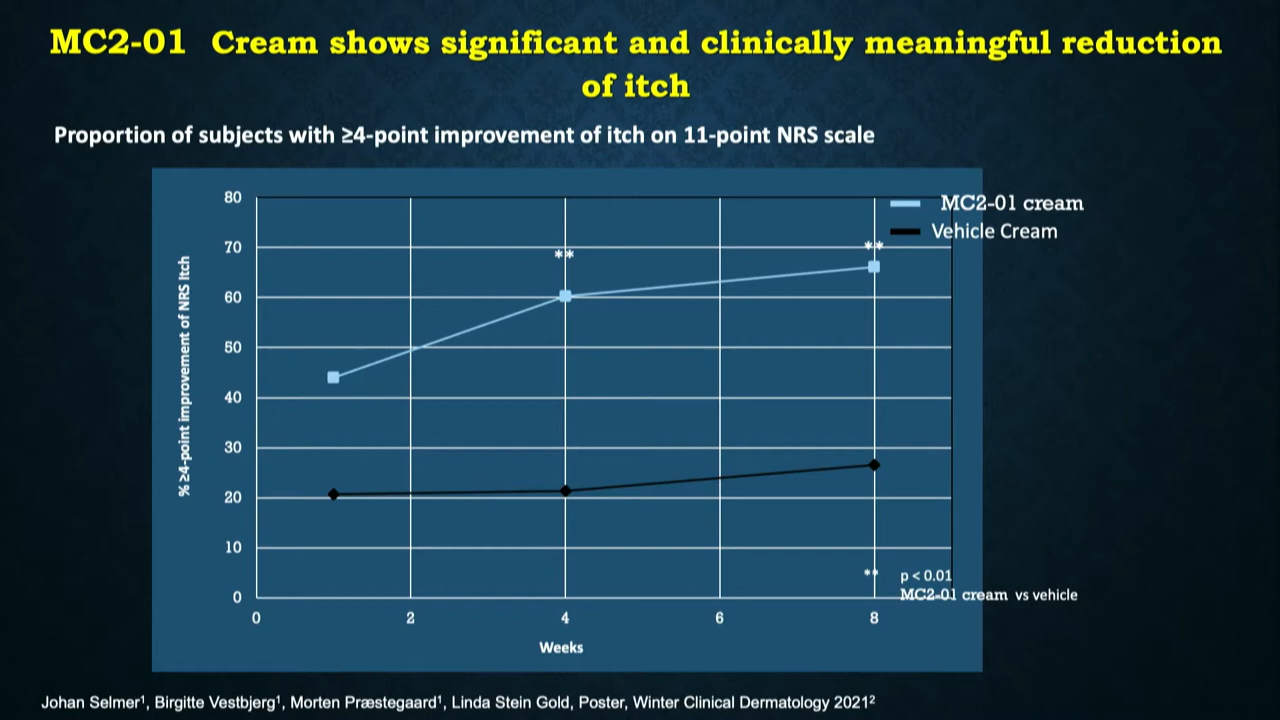 MC2-01 Cream shows significant and clinically meaningful reduction
of itch
Proportion of subjects with ≥4-point improvement of itch on 11-point NRS scale
% ≥4-point improvement of NRS Itch
80
70
60
50
40
30
20
10
0
0 2 4 6 8
Weeks
MC2-01 cream
Vehicle Cream
** **
** p < 0.01
MC2-01 cream vs vehicle
Johan Selmer¹, Birgitte Vestbjerg¹, Morten Præstegaard¹, Linda Stein Gold, Poster, Winter Clinical Dermatology 2021²